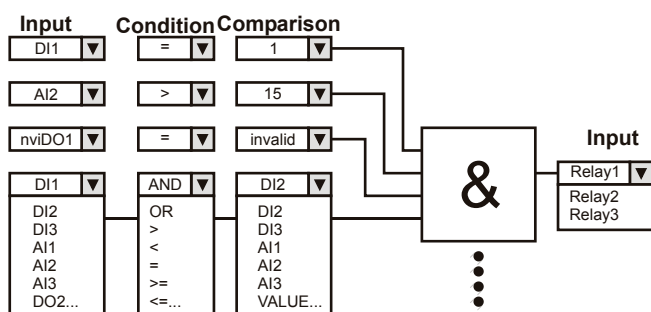 Input Condition Comparison
DI1 = 1
AI2 > 15
nviDO1 = invalid
DI1 AND DI2
DI2 OR DI2
DI3 > DI3
AI1 < AI1
AI2 = AI2
AI3 >= AI3
DO2... <=... VALUE...
&
Input
Relay1
Relay2
Relay3